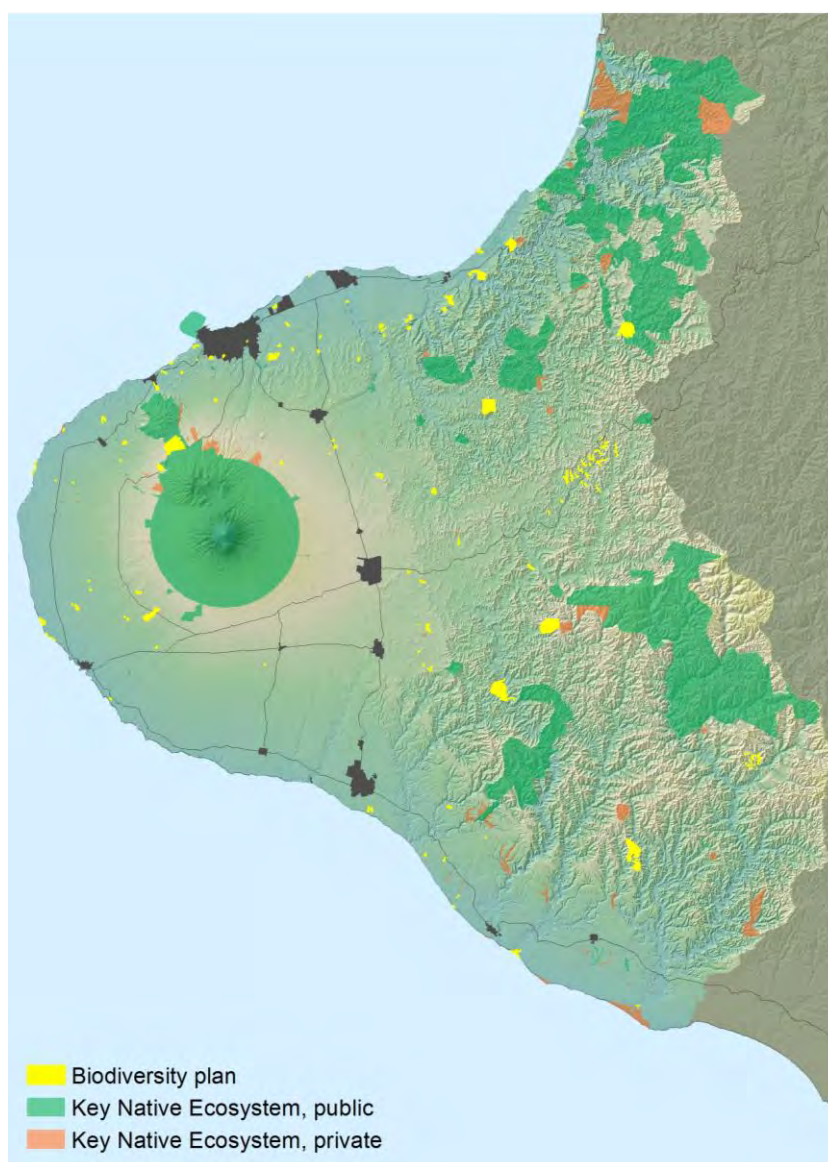 Biodiversity plan
Key Native Ecosystem, public
Key Native Ecosystem, private